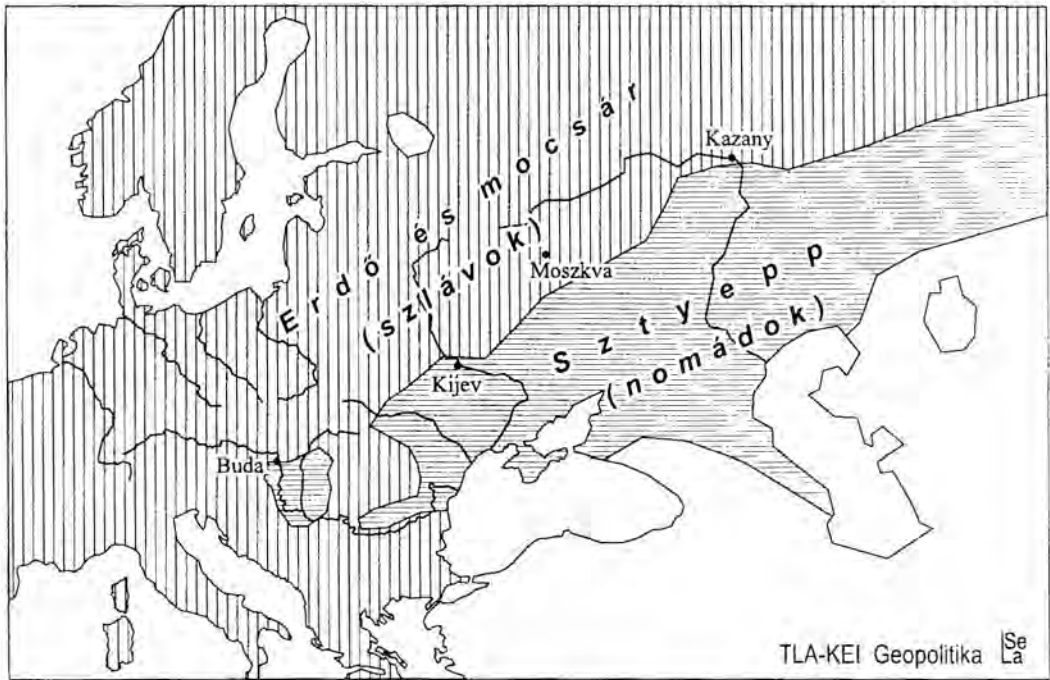 Erdő és mocsár
(szlávok)
Kazany
Moszkva
Sztyepp
(nomádok)
Kijev
Buda
TLA-KEI Geopolitika
Se
La